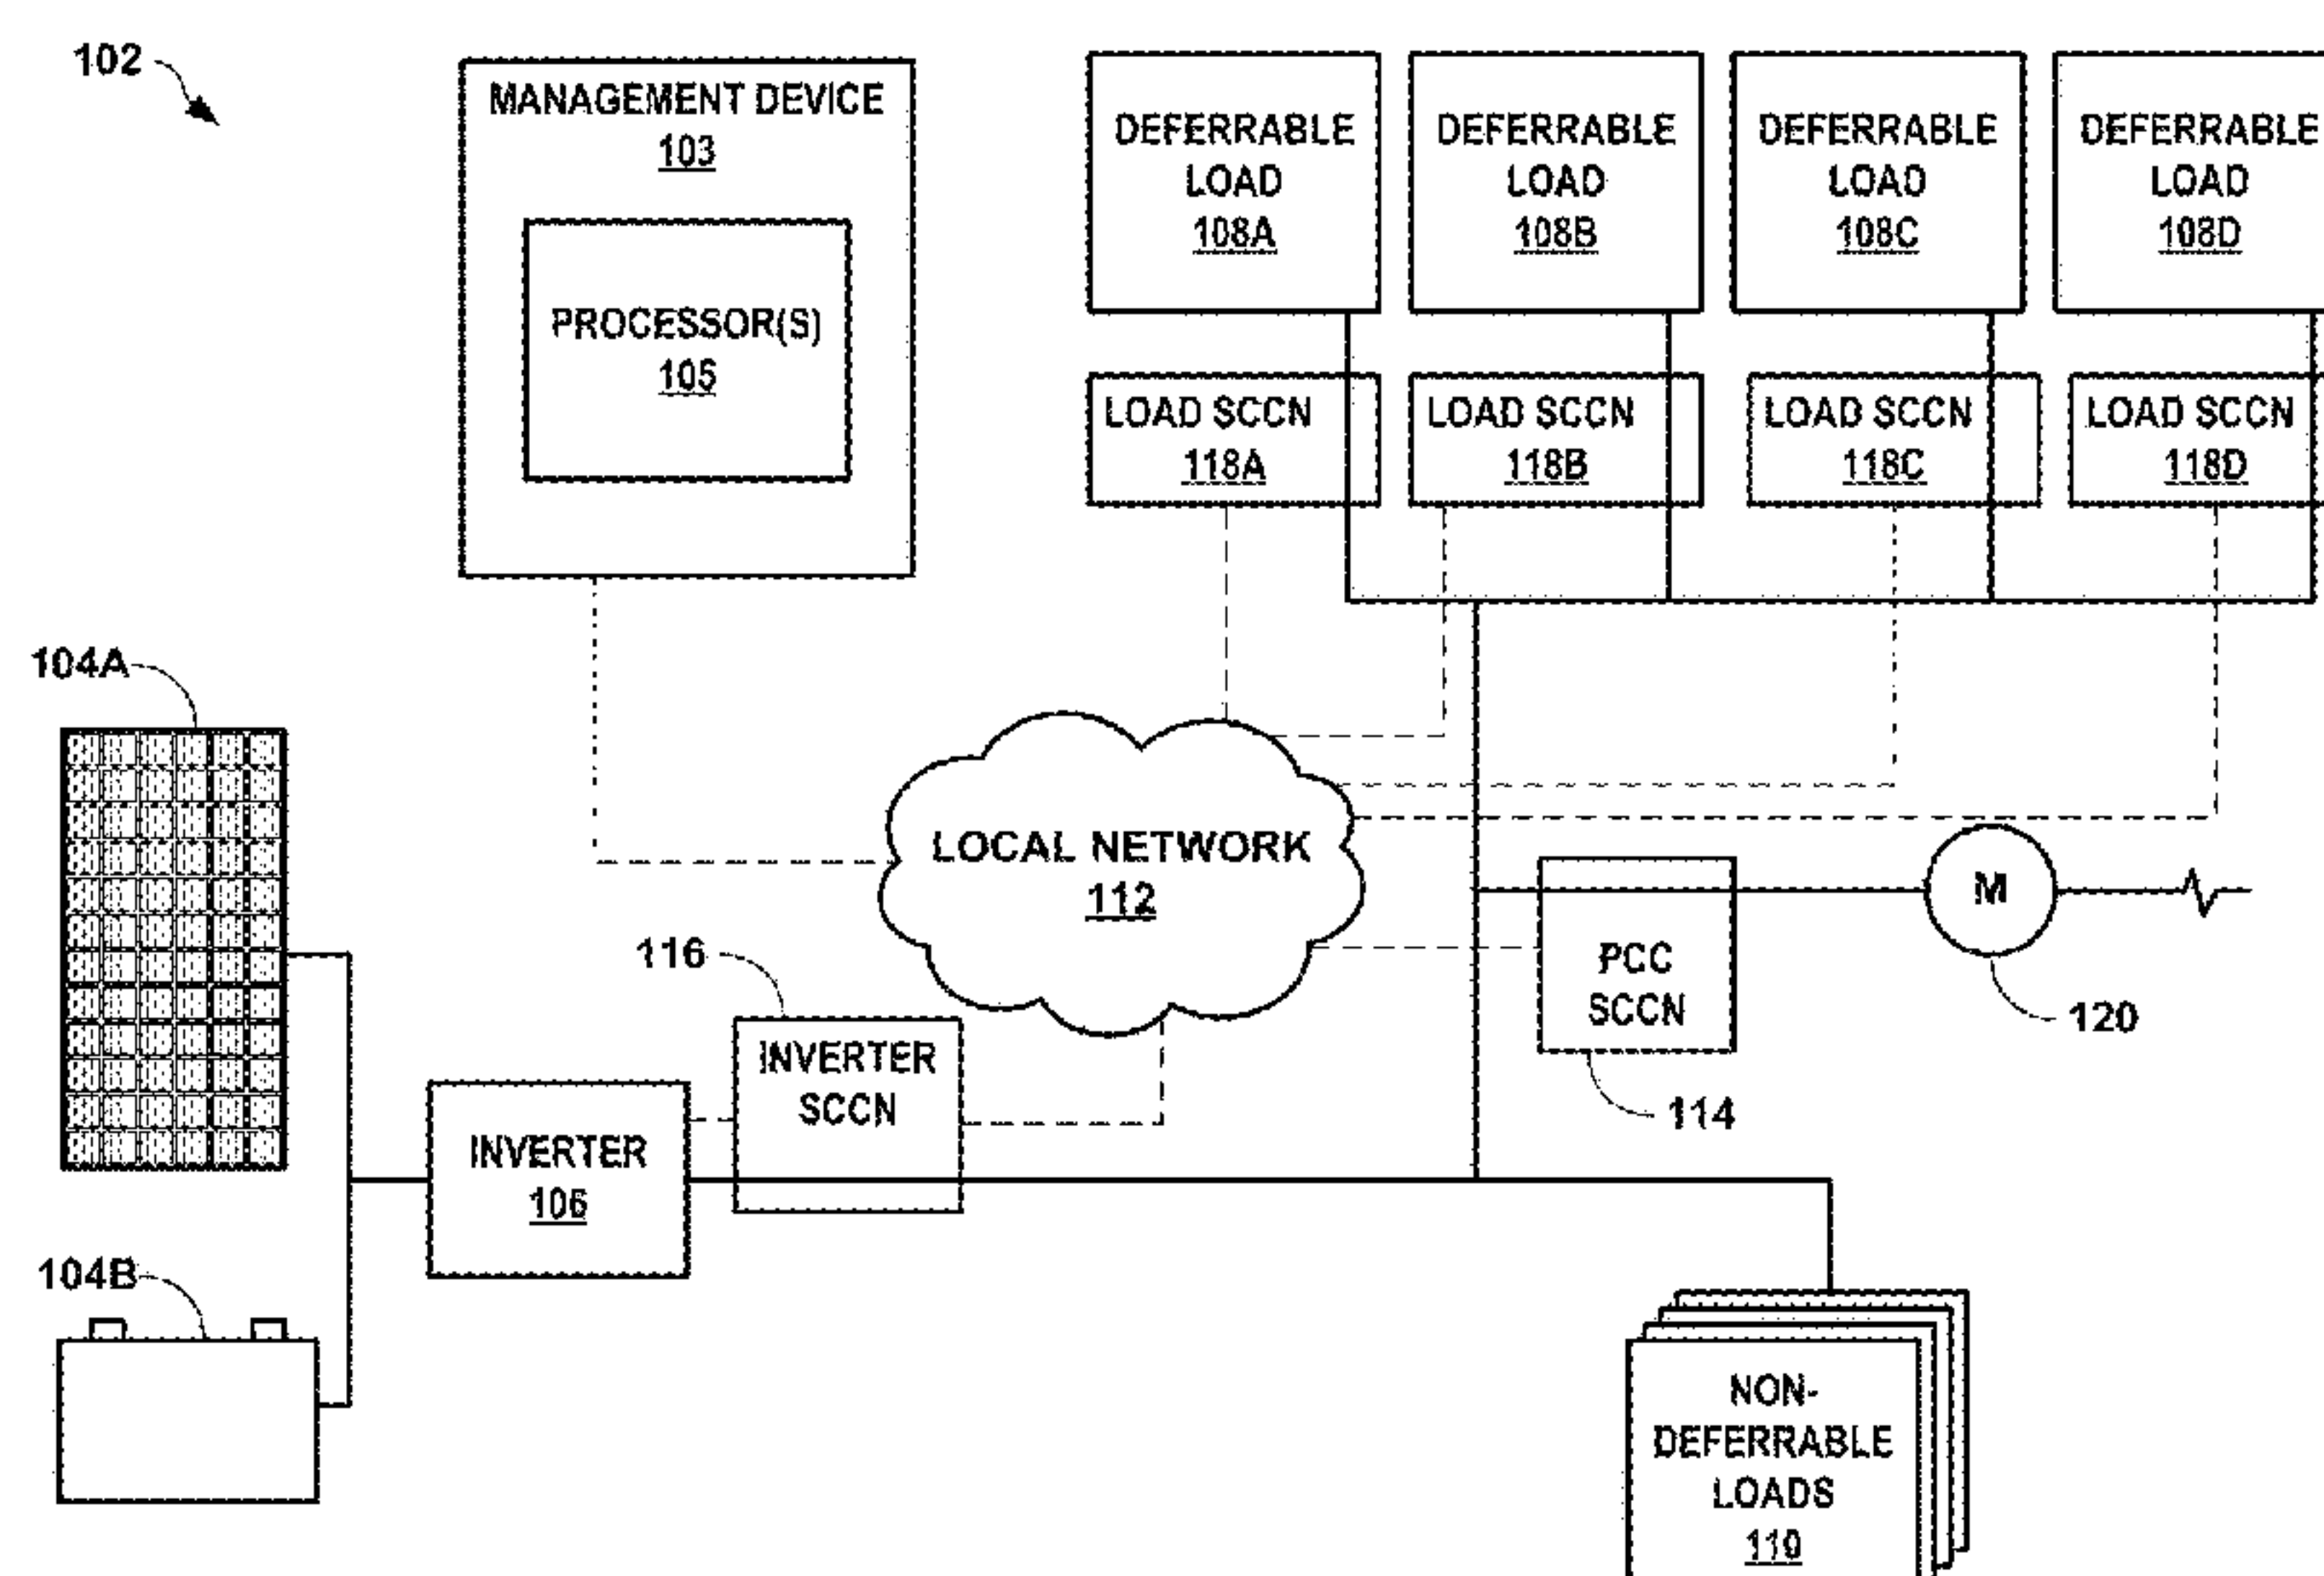 102
MANAGEMENT DEVICE
103
PROCESSOR(S)
105
DEFERRABLE
LOAD
108A
DEFERRABLE
LOAD
108B
DEFERRABLE
LOAD
108C
DEFERRABLE
LOAD
108D
LOAD SCCN
118A
LOAD SCCN
118B
LOAD SCCN
118C
LOAD SCCN
118D
104A
LOCAL NETWORK
112
M
120
PCC
SCCN
114
116
INVERTER
SCCN
INVERTER
106
104B
NON-
DEFERRABLE
LOADS
110